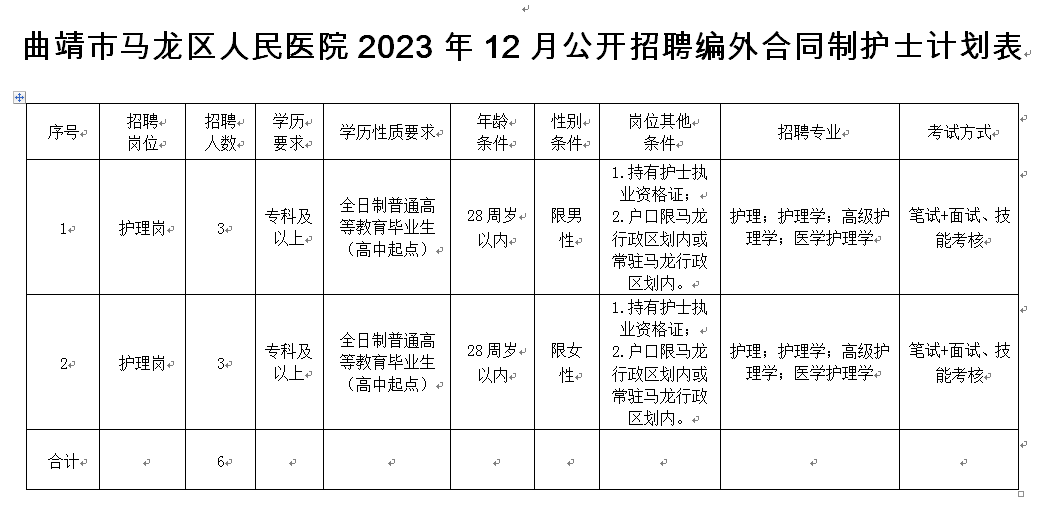 曲靖市马龙区人民医院 2023 年 12 月公开招聘编外合同制护士计划表
序号
招聘
岗位
招聘
人数
学历
要求
学历性质要求
年龄
条件
性别
条件
岗位其他
条件
招聘专业
考试方式
1
护理岗
3
专科及
以上
全日制普通高
等教育毕业生
（高中起点）
28 周岁
以内
限男
性
1.持有护士执
业资格证；
2.户口限马龙
行政区划内或
常驻马龙行政
区划内。
护理；护理学；高级护
理学；医学护理学
笔试+面试、技
能考核
2
护理岗
3
专科及
以上
全日制普通高
等教育毕业生
（高中起点）
28 周岁
以内
限女
性
1.持有护士执
业资格证；
2.户口限马龙
行政区划内或
常驻马龙行政
区划内。
护理；护理学；高级护
理学；医学护理学
笔试+面试、技
能考核
合计
6